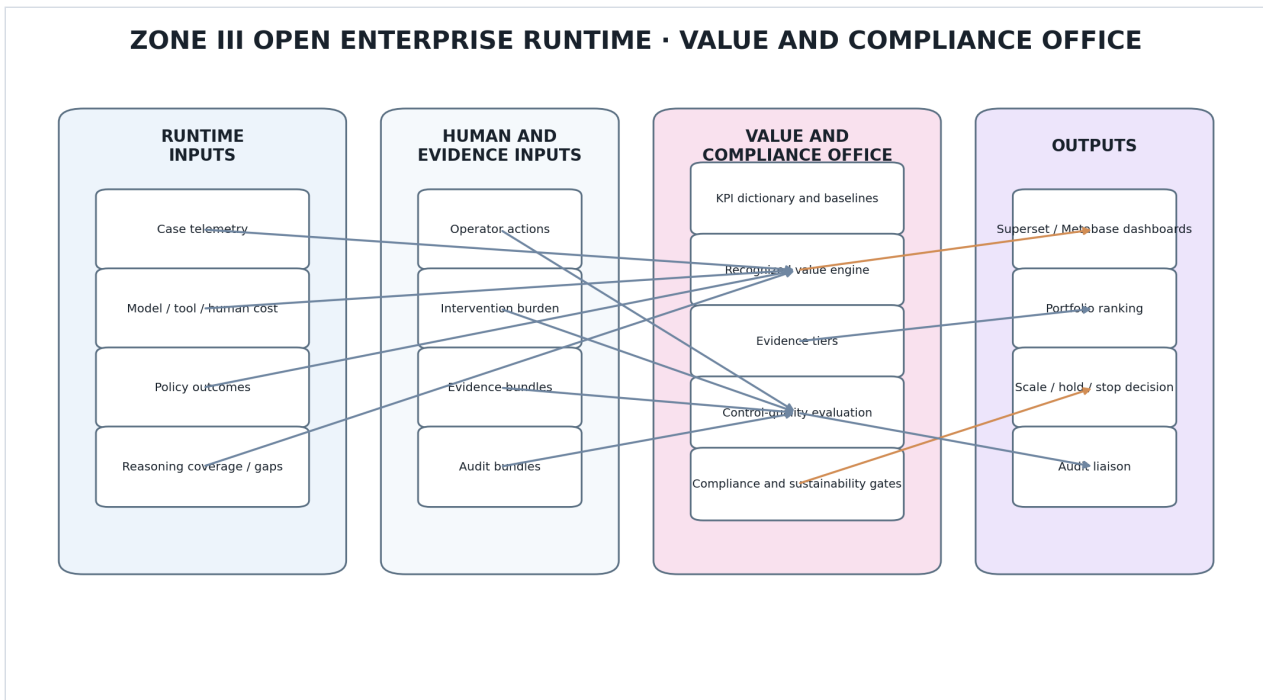 ZONE III OPEN ENTERPRISE RUNTIME · VALUE AND COMPLIANCE OFFICE
RUNTIME
INPUTS
Case telemetry
Model / tool / human cost
Policy outcomes
Reasoning coverage / gaps
HUMAN AND
EVIDENCE INPUTS
Operator actions
Intervention burden
Evidence bundles
Audit bundles
VALUE AND
COMPLIANCE OFFICE
KPI dictionary and baselines
Recognized value engine
Evidence tiers
Control-quality evaluation
Compliance and sustainability gates
OUTPUTS
Superset / Metabase dashboards
Portfolio ranking
Scale / hold / stop decision
Audit liaison